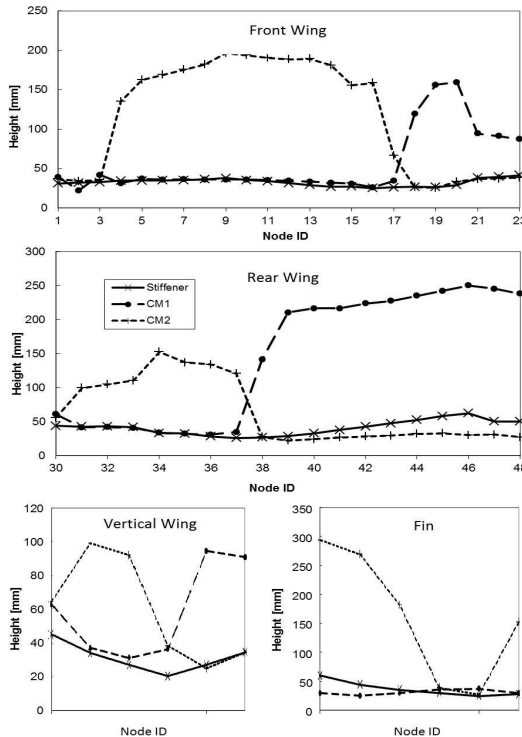 Front Wing
Height [mm]
250
200
150
100
50
0
1 3 5 7 9 11 13 15 17 19 21 23
Node ID
Rear Wing
Height [mm]
300
250
200
150
100
50
0
Stiffener
CM1
CM2
30 32 34 36 38 40 42 44 46 48
Node ID
Vertical Wing
Height [mm]
120
100
80
60
40
20
0
Node ID
Fin
Height [mm]
350
300
250
200
150
100
50
0
Node ID